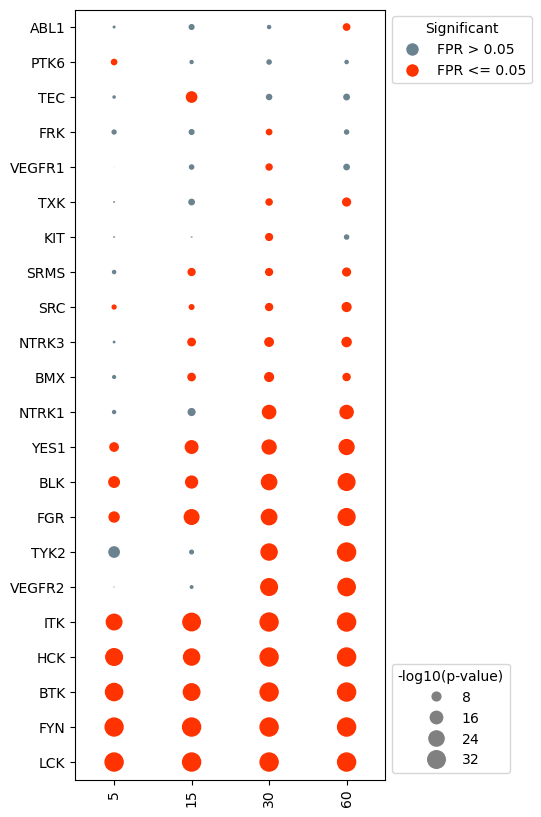 ABL1
PTK6
TEC
FRK
VEGFR1
TXK
KIT
SRMS
SRC
NTRK3
BMX
NTRK1
YES1
BLK
FGR
TYK2
VEGFR2
ITK
HCK
BTK
FYN
LCK
5
15
30
60
Significant
FPR > 0.05
FPR <= 0.05
-log10(p-value)
8
16
24
32